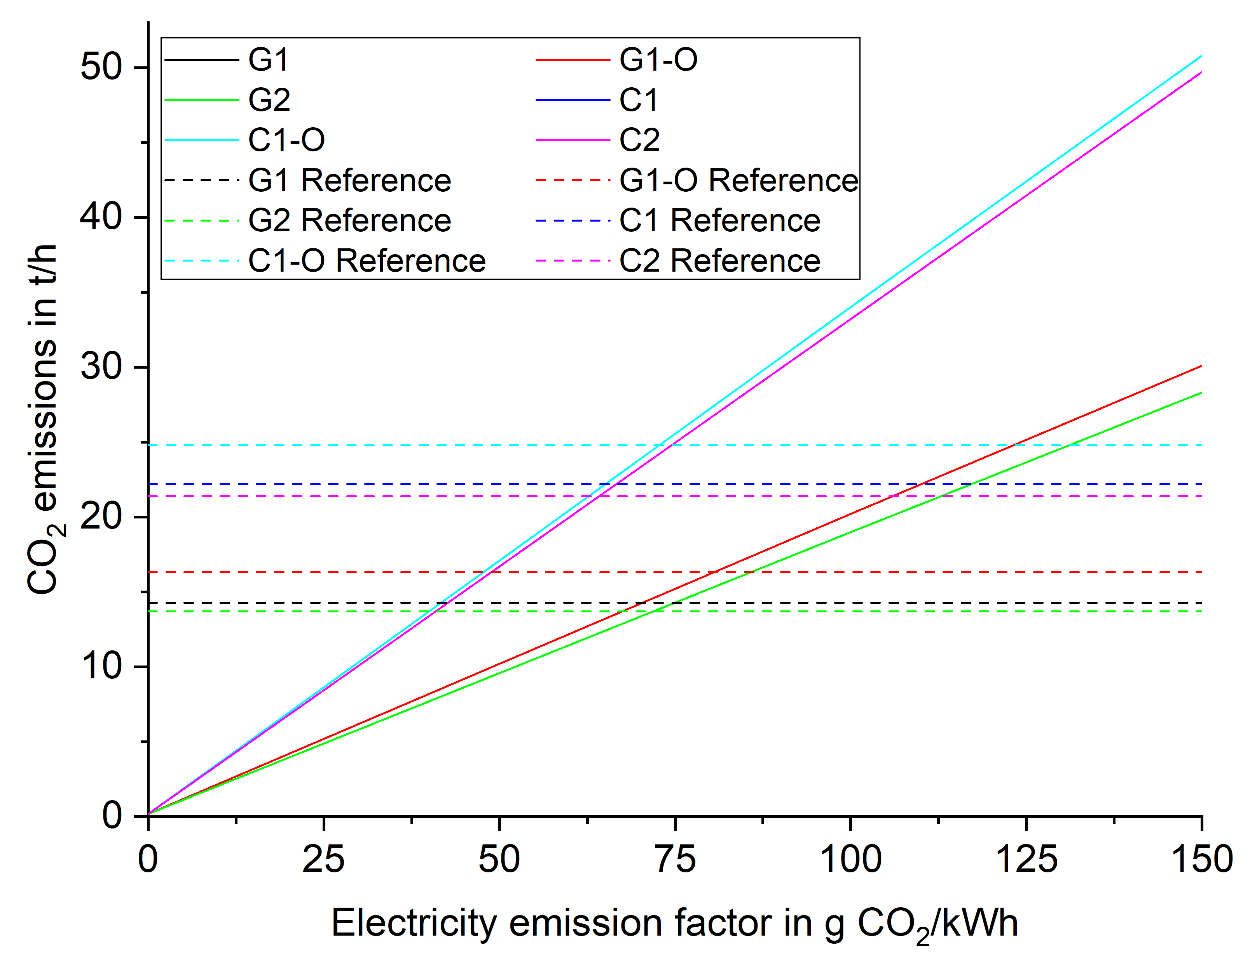 50
40
30
20
10
0
CO₂ emissions in t/h
G1
G1-O
G2
C1
C1-O
C2
G1 Reference
G1-O Reference
G2 Reference
C1 Reference
C1-O Reference
C2 Reference
0 25 50 75 100 125 150
Electricity emission factor in g CO₂/kWh